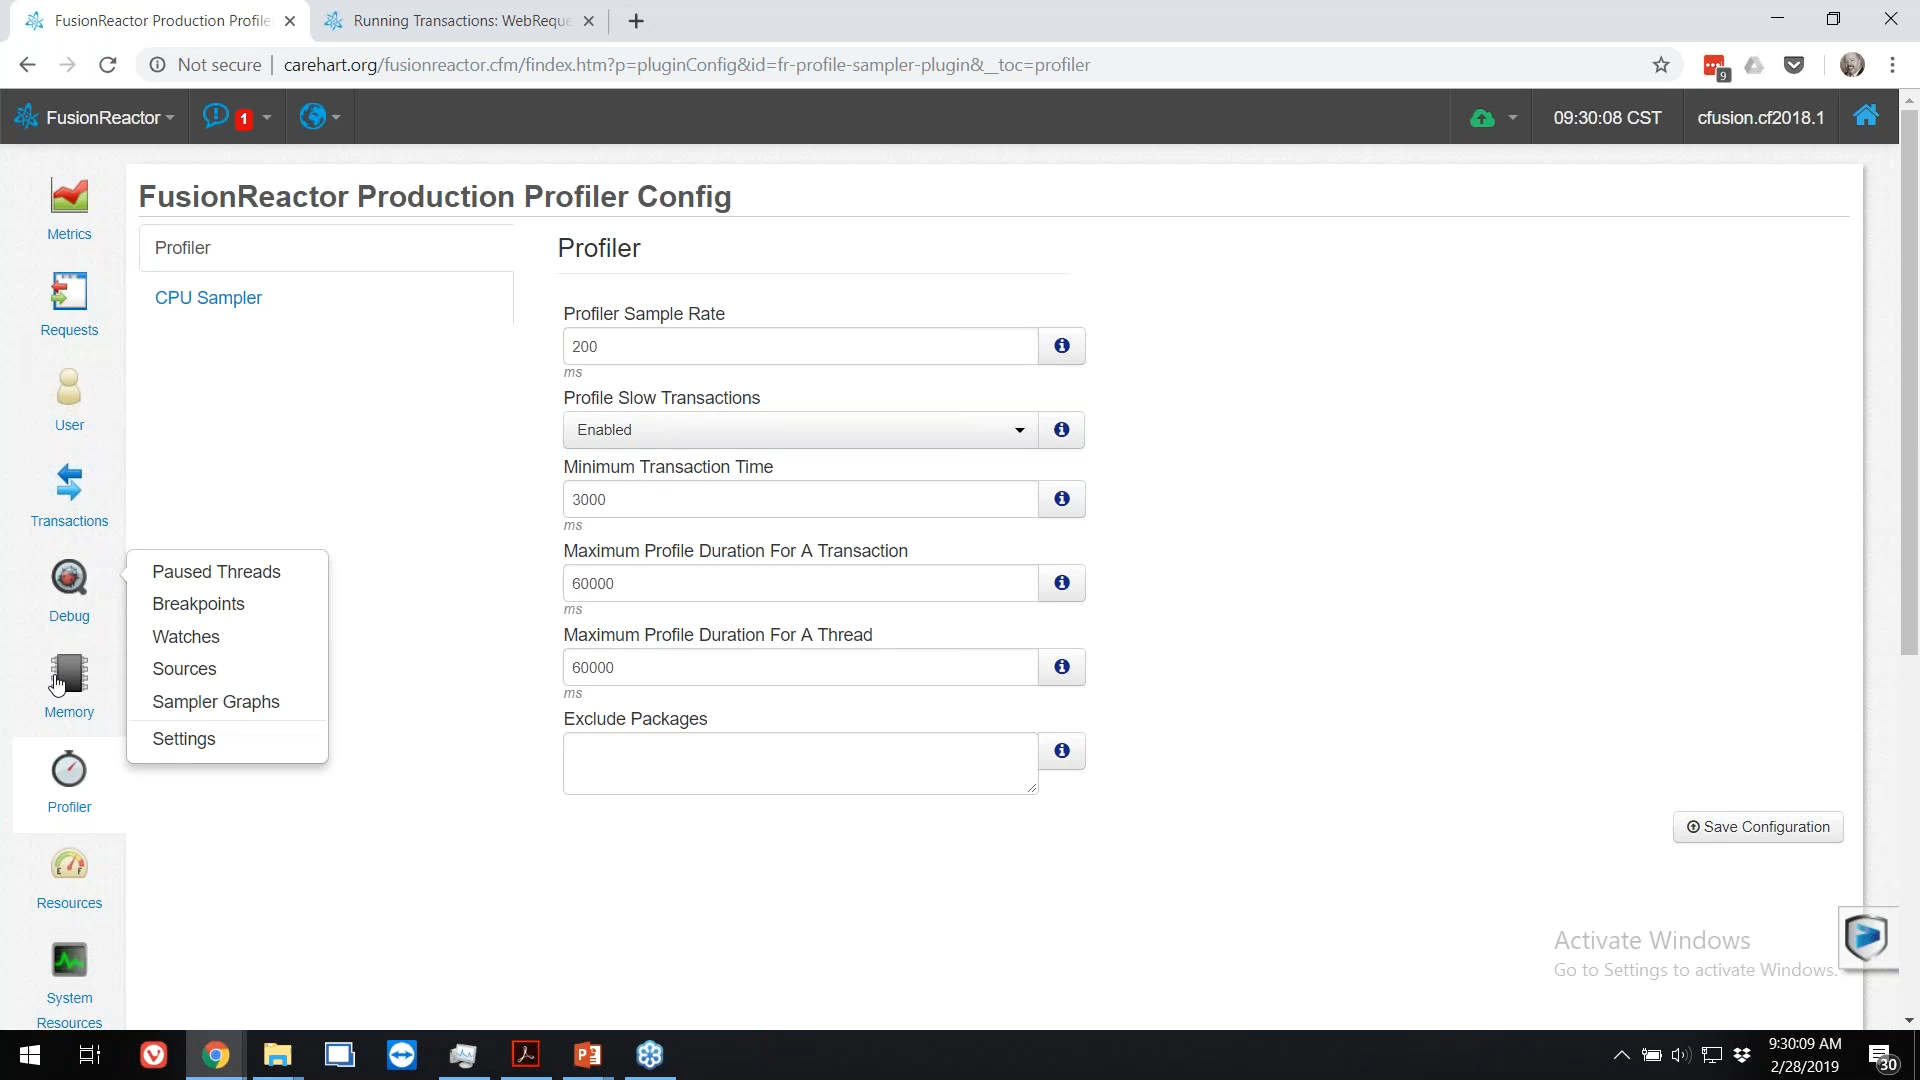 FusionReactor Production Profile
Running Transactions: WebReque
Not secure
carehart.org/fusionreactor.cfm/findex.htm?p=pluginConfig&id=fr-profile-sampler-plugin&__toc=profiler
9
FusionReactor
1
09:30:08 CST
cfusion.cf2018.1
Metrics
Requests
User
Transactions
Debug
Memory
Profiler
Resources
System
Resources
FusionReactor Production Profiler Config
Profiler
CPU Sampler
Paused Threads
Breakpoints
Watches
Sources
Sampler Graphs
Settings
Profiler
Profiler Sample Rate
200
ms
Profile Slow Transactions
Enabled
Minimum Transaction Time
3000
ms
Maximum Profile Duration For A Transaction
60000
ms
Maximum Profile Duration For A Thread
60000
ms
Exclude Packages
Save Configuration
Activate Windows
Go to Settings to activate Windows.
9:30:09 AM
2/28/2019
30